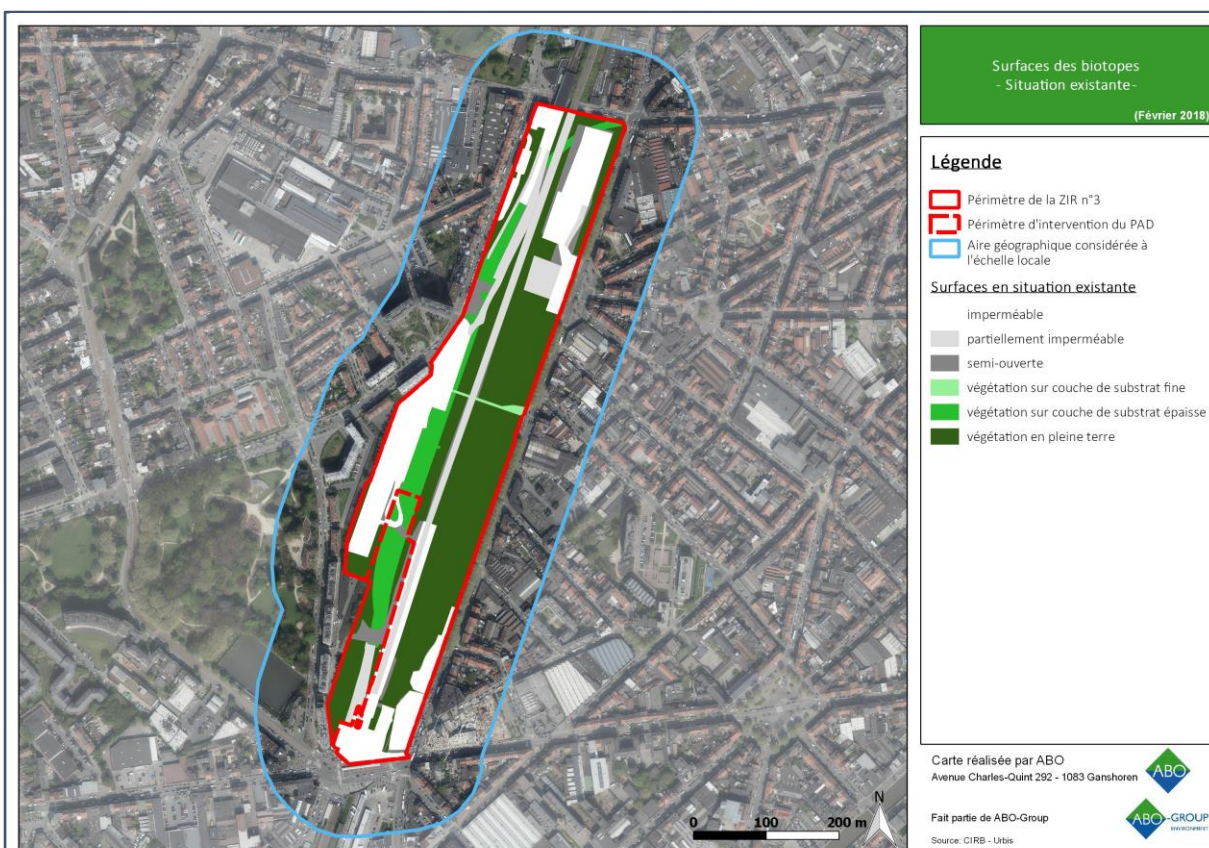 Surfaces des biotopes
- Situation existante-
(Février 2018)
Légende
Périmètre de la ZIR n°3
Périmètre d'intervention du PAD
Aire géographique considérée à
l'échelle locale
Surfaces en situation existante
imperméable
partiellement imperméable
semi-ouverte
végétation sur couche de substrat fine
végétation sur couche de substrat épaisse
végétation en pleine terre
Carte réalisée par ABO
Avenue Charles-Quint 292 - 1083 Ganshoren
ABO
Fait partie de ABO-Group
ABO-GROUP
ENVIRONMENT
Source: CIRB - Urbis
N
0 100 200 m